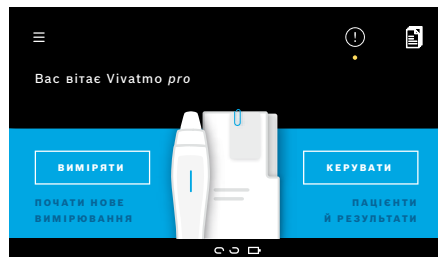 Вас вітає Vivatmo pro
ВИМІРЯТИ
ПОЧАТИ НОВЕ
ВИМІРЮВАННЯ
КЕРУВАТИ
ПАЦІЄНТИ
Й РЕЗУЛЬТАТИ